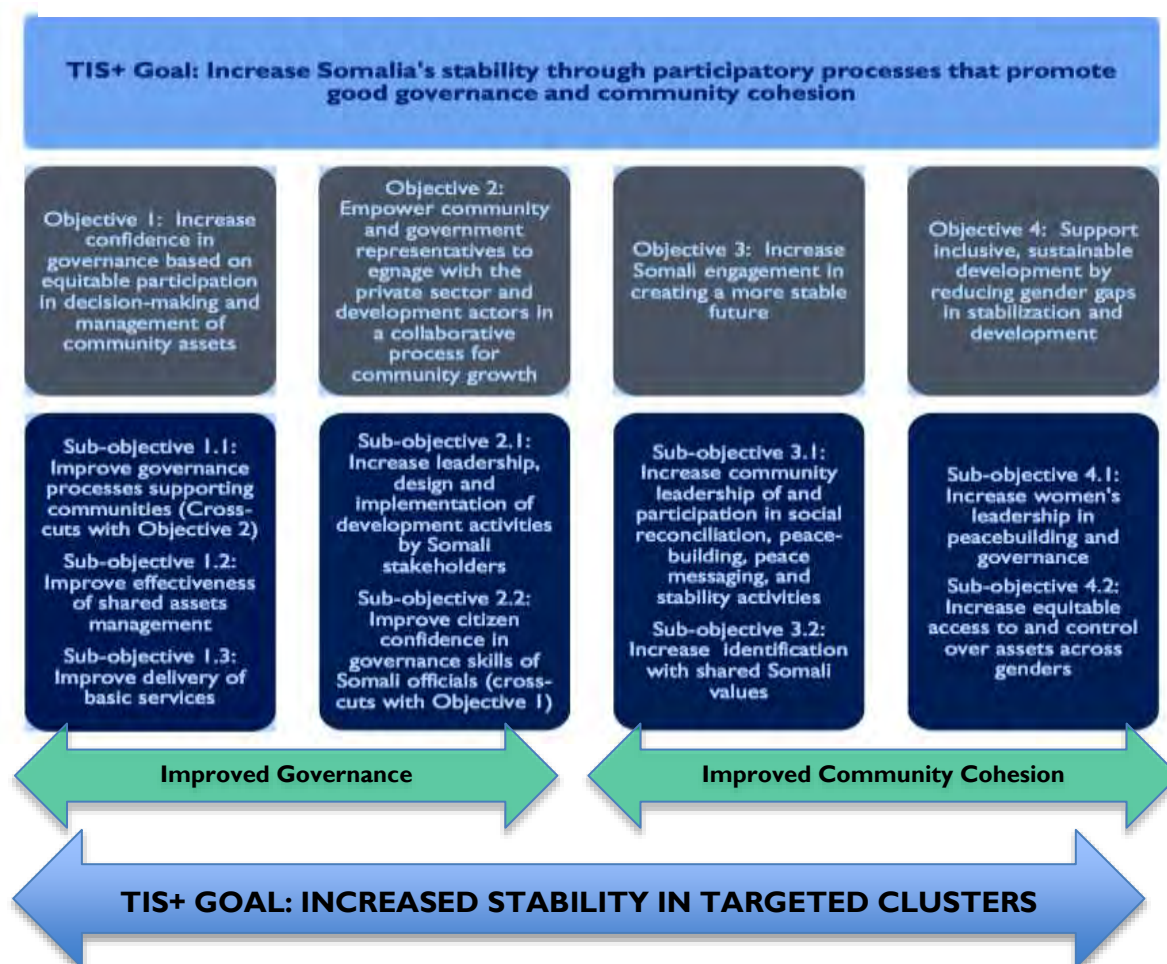 TIS+ Goal: Increase Somalia's stability through participatory processes that promote
good governance and community cohesion
Objective 1: Increase
confidence in
governance based on
equitable participation
in decision-making and
management of
community assets
Objective 2:
Empower community
and government
representatives to
egnage with the
private sector and
development actors in
a collaborative
process for
community growth
Objective 3: Increase
Somali engagement in
creating a more stable
future
Objective 4: Support
inclusive, sustainable
development by
reducing gender gaps
in stabilization and
development
Sub-objective 1.1:
Improve governance
processes supporting
communities (Cross-
cuts with Objective 2)
Sub-objective 1.2:
Improve effectiveness
of shared assets
management
Sub-objective 1.3:
Improve delivery of
basic services
Sub-objective 2.1:
Increase leadership,
design and
implementation of
development activities
by Somali
stakeholders
Sub-objective 2.2:
Improve citizen
confidence in
governance skills of
Somali officials (cross-
cuts with Objective 1)
Sub-objective 3.1:
Increase community
leadership of and
participation in social
reconciliation, peace-
building, peace
messaging, and
stability activities
Sub-objective 3.2:
Increase identification
with shared Somali
values
Sub-objective 4.1:
Increase women's
leadership in
peacebuilding and
governance
Sub-objective 4.2:
Increase equitable
access to and control
over assets across
genders
Improved Governance
Improved Community Cohesion
TIS+ GOAL: INCREASED STABILITY IN TARGETED CLUSTERS